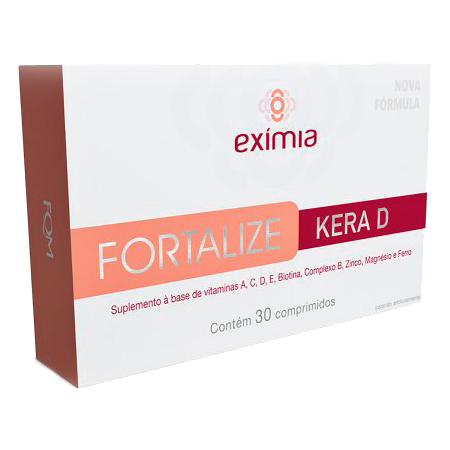 NOVA
FÓRMULA
exímia
FORTALIZE
KERA D
Suplemento à base de vitaminas A, C, D, E, Biotina, Complexo B, Zinco, Magnésio e Ferro
Contém 30 comprimidos
FQM